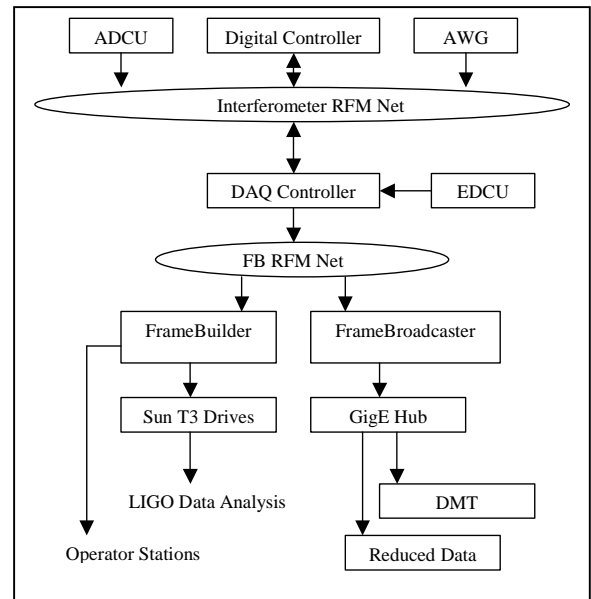 ADCU
Digital Controller
AWG
Interferometer RFM Net
DAQ Controller
EDCU
FB RFM Net
FrameBuilder
FrameBroadcaster
Sun T3 Drives
GigE Hub
LIGO Data Analysis
DMT
Operator Stations
Reduced Data